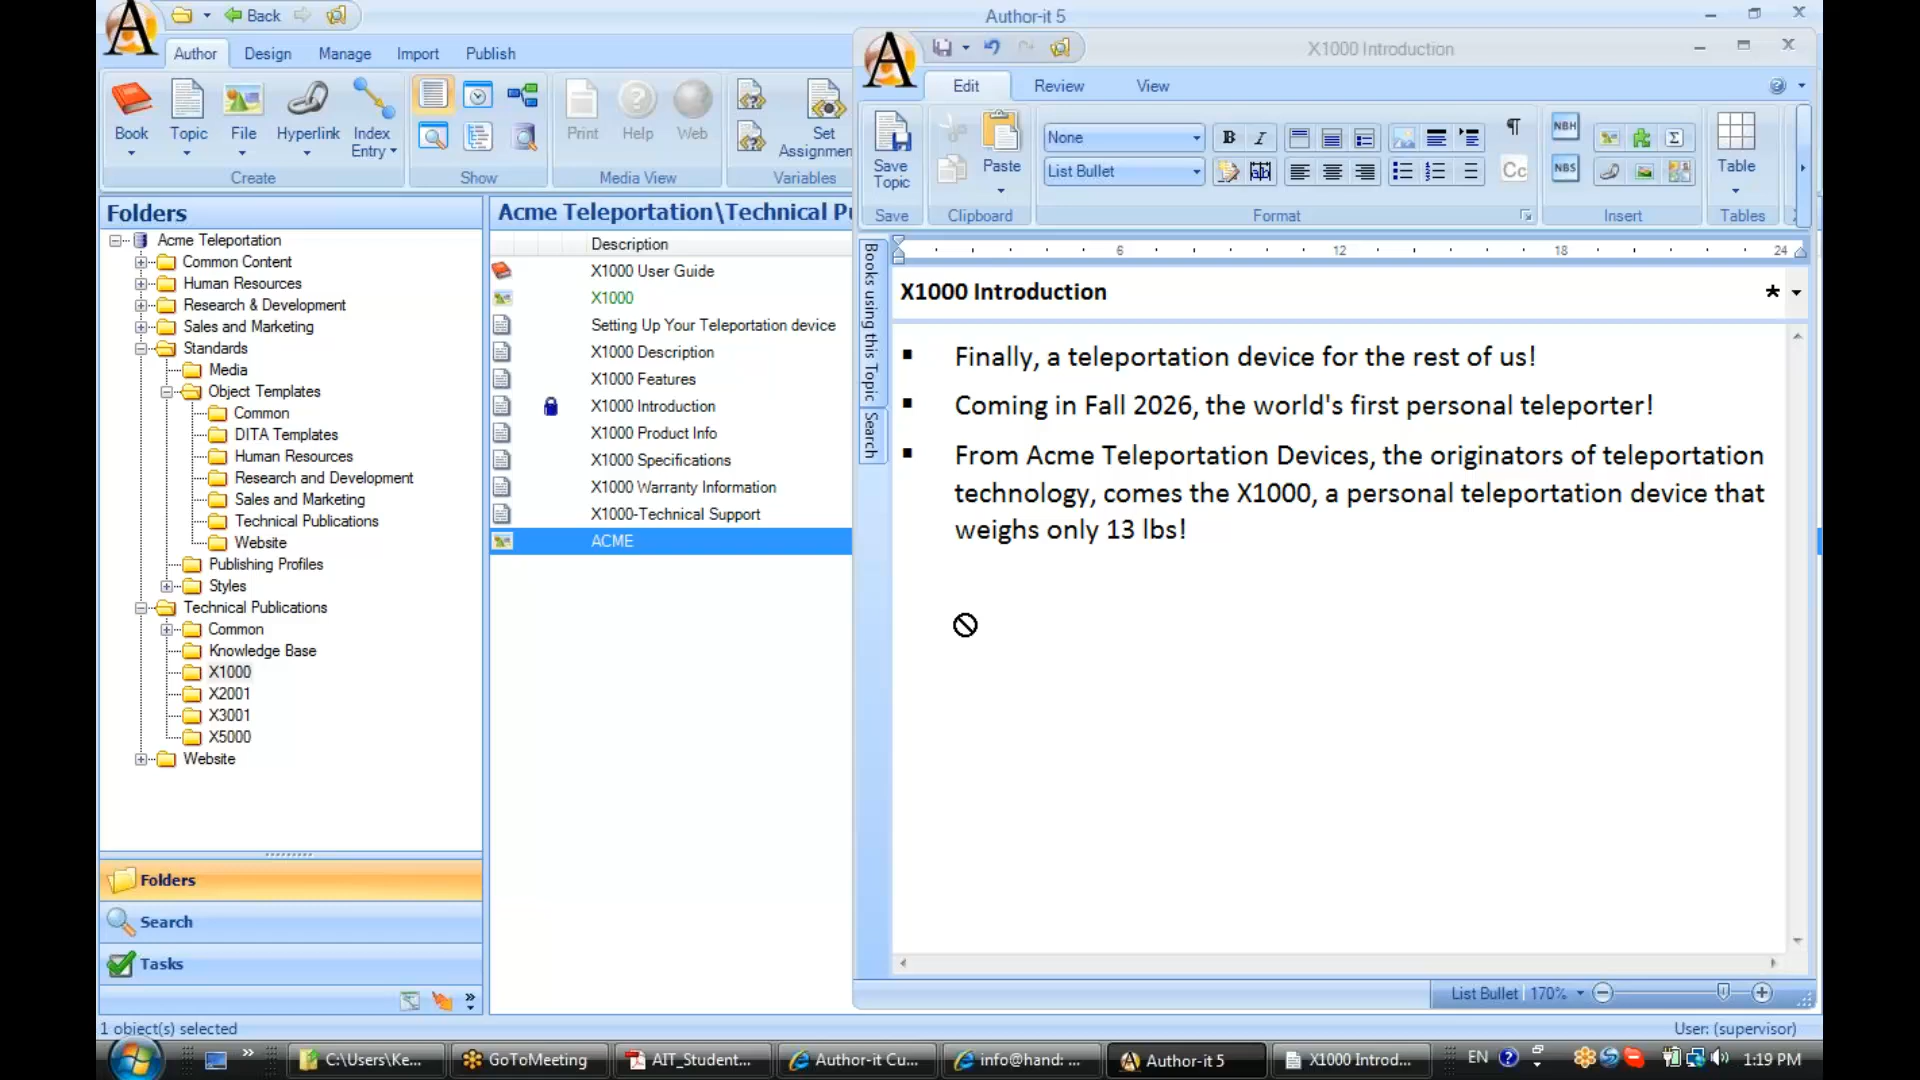 Back
Author-it 5
Author
Design
Manage
Import
Publish
Book
Topic
File
Hyperlink
Index
Entry
Create
Show
Print
Help
Web
Media View
Set
Assignmen
Variables
X1000 Introduction
Edit
Review
View
Save
Topic
Save
Paste
Clipboard
None
List Bullet
B
I
Cc
Format
NBH
NBS
Insert
Table
Tables
Folders
Acme Teleportation
Common Content
Human Resources
Research & Development
Sales and Marketing
Standards
Media
Object Templates
Common
DITA Templates
Human Resources
Research and Development
Sales and Marketing
Technical Publications
Website
Publishing Profiles
Styles
Technical Publications
Common
Knowledge Base
X1000
X2001
X3001
X5000
Website
Folders
Search
Tasks
Acme Teleportation\Technical P
Description
X1000 User Guide
X1000
Setting Up Your Teleportation device
X1000 Description
X1000 Features
X1000 Introduction
X1000 Product Info
X1000 Specifications
X1000 Warranty Information
X1000-Technical Support
ACME
Books using this Topic
Search
6
12
18
24
X1000 Introduction
*
▪ Finally, a teleportation device for the rest of us!
▪ Coming in Fall 2026, the world's first personal teleporter!
▪ From Acme Teleportation Devices, the originators of teleportation
technology, comes the X1000, a personal teleportation device that
weighs only 13 lbs!
List Bullet
170%
1 object(s) selected
User: (supervisor)
C:\Users\Ke...
GoToMeeting
AIT_Student...
Author-it Cu...
info@hand: ...
Author-it 5
X1000 Introd...
EN
1:19 PM